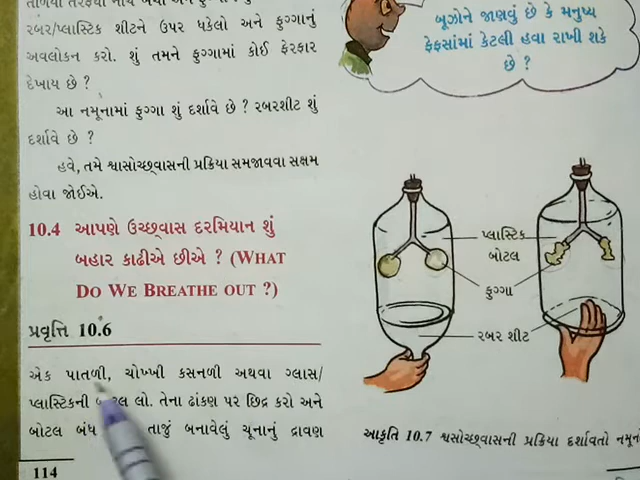 રબર/પ્લાસ્ટિક શીટને ઉપર ધકેલો અને ફુગ્ગાનું
અવલોકન કરો. શું તમને ફુગ્ગામાં કોઈ ફેરફાર
દેખાય છે ?
આ નમૂનામાં ફુગ્ગા શું દર્શાવે છે ? રબરશીટ શું
દર્શાવે છે ?
હવે, તમે શ્વાસોચ્છ્વાસની પ્રક્રિયા સમજાવવા સક્ષમ
હોવા જોઈએ.
10.4 આપણે ઉચ્છ્વાસ દરમિયાન શું
બહાર કાઢીએ છીએ ? (WHAT
DO WE BREATHE OUT ?)
પ્રવૃત્તિ 10.6
એક પાતળી, ચોખ્ખી કસનળી અથવા ગ્લાસ/
પ્લાસ્ટિકની લો. તેના ઢાંકણ પર છિદ્ર કરો અને
બોટલ બંધ તાજું બનાવેલું ચૂનાનું દ્રાવણ
114
બૂઝોને જાણવું છે કે મનુષ્ય
ફેફસાંમાં કેટલી હવા રાખી શકે
છે ?
પ્લાસ્ટિક
બોટલ
ફુગ્ગા
રબર શીટ
આકૃતિ 10.7 શ્વસોચ્છ્વાસની પ્રક્રિયા દર્શાવતો